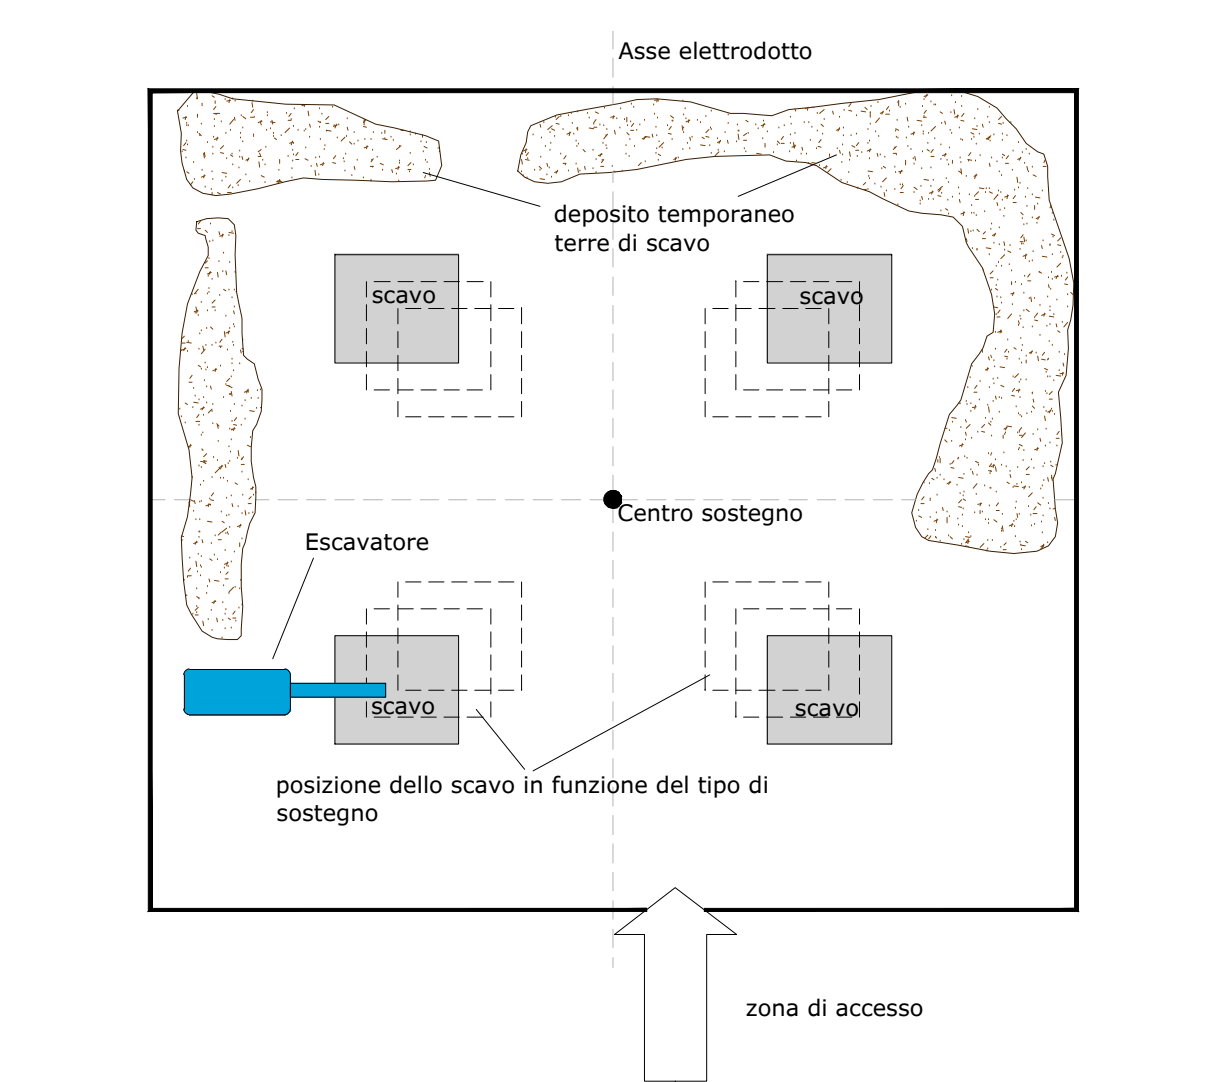 Asse elettrodotto
deposito temporaneo
terre di scavo
scavo
scavo
Centro sostegno
Escavatore
scavo
scavo
posizione dello scavo in funzione del tipo di
sostegno
zona di accesso